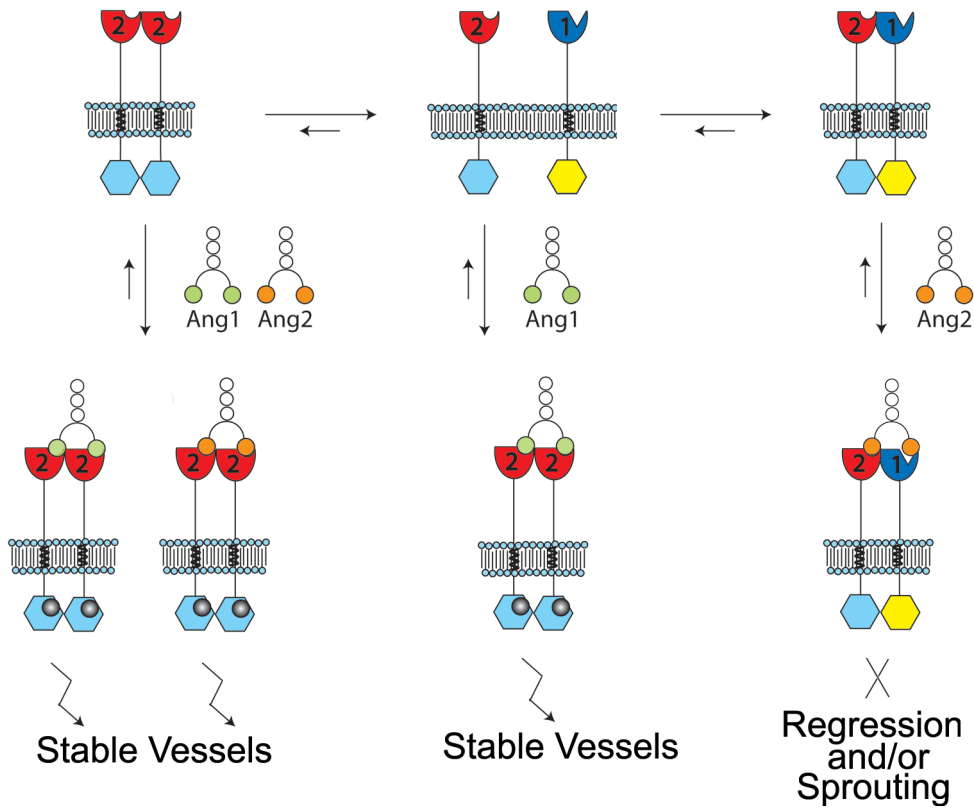 2 2
2 1
2 1
Ang1 Ang2
Ang1
Ang2
2 2
2 2
2 2
2 1
Stable Vessels
Stable Vessels
Regression
and/or
Sprouting